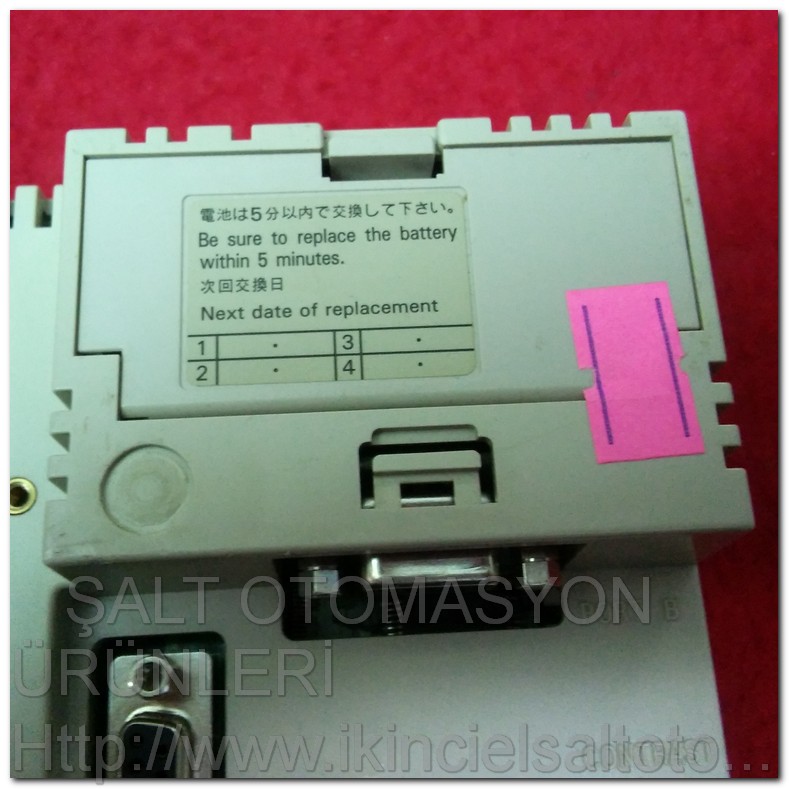 電池は5分以内で交換して下さい。
Be sure to replace the battery
within 5 minutes.
次回交換日
Next date of replacement
1 · 3 ·
2 · 4 ·
ŞALT OTOMASYON
ÜRÜNLERİ
Http://www.ikincielsaltoto...
B
CONTRAST